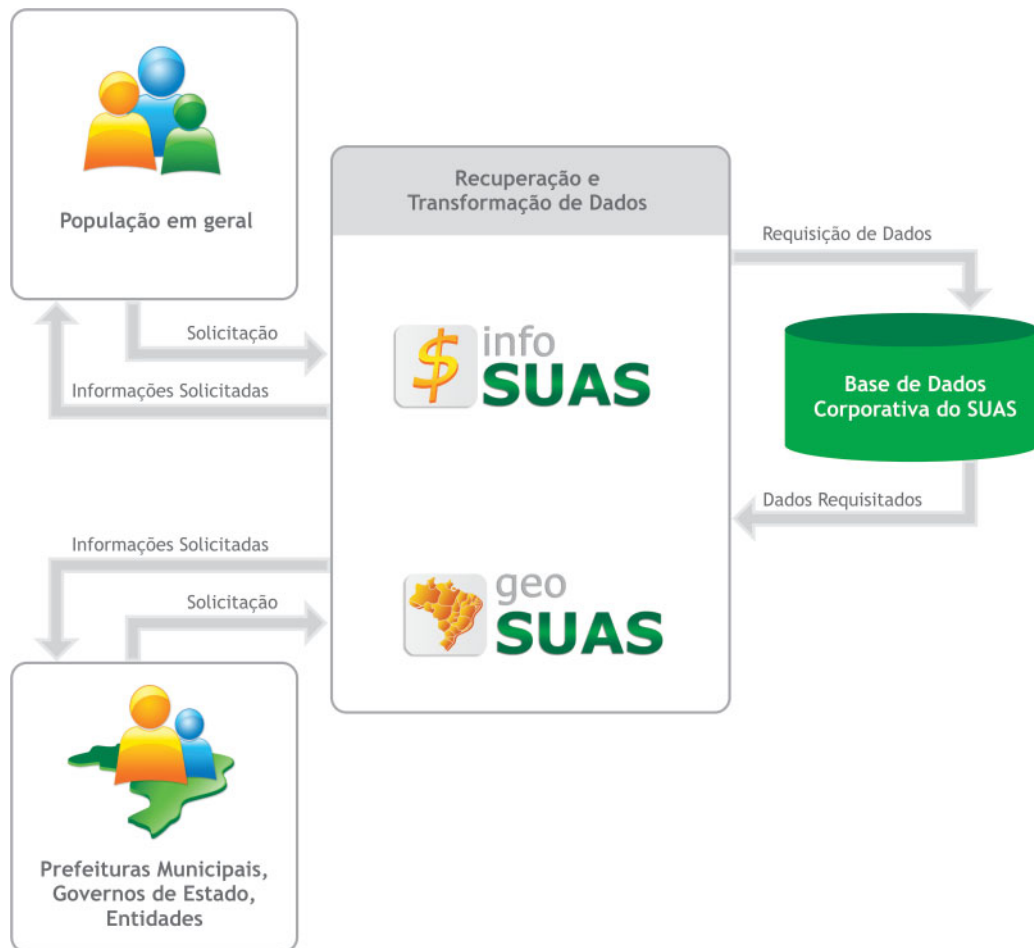 População em geral
Recuperação e
Transformação de Dados
Requisição de Dados
Solicitação
Informações Solicitadas
$ info
SUAS
Base de Dados
Corporativa do SUAS
Dados Requisitados
Informações Solicitadas
Solicitação
geo
SUAS
Prefeituras Municipais,
Governos de Estado,
Entidades